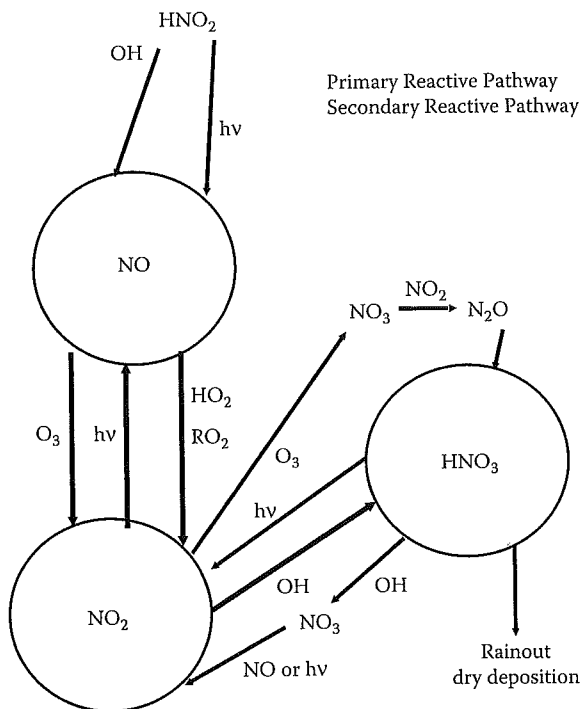 HNO₂
OH
hν
Primary Reactive Pathway
Secondary Reactive Pathway
NO
NO₃
NO₂
N₂O
O₃
hν
HO₂
RO₂
O₃
hν
HNO₃
OH
OH
NO₂
NO₃
NO or hν
Rainout
dry deposition